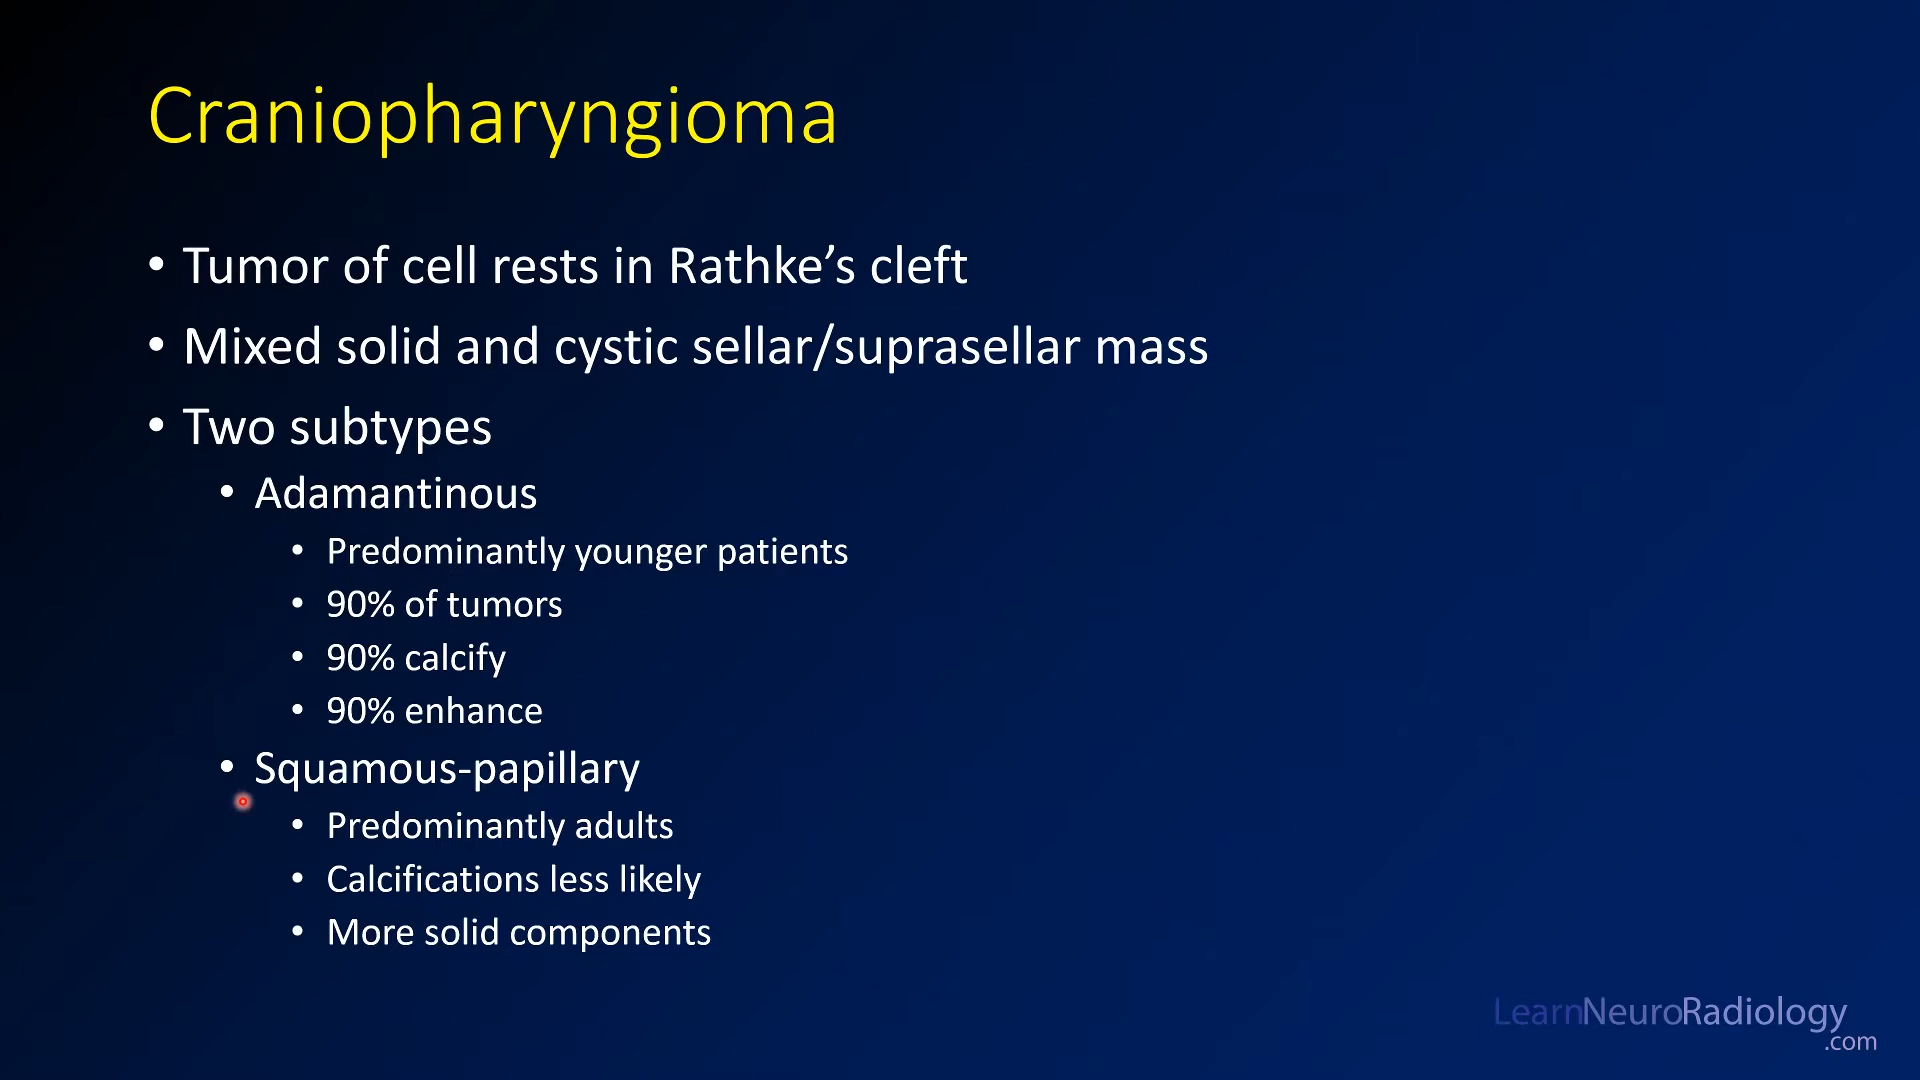 Craniopharyngioma
• Tumor of cell rests in Rathke’s cleft
• Mixed solid and cystic sellar/suprasellar mass
• Two subtypes
• Adamantinous
• Predominantly younger patients
• 90% of tumors
• 90% calcify
• 90% enhance
• Squamous-papillary
• Predominantly adults
• Calcifications less likely
• More solid components
LearnNeuroRadiology
.com